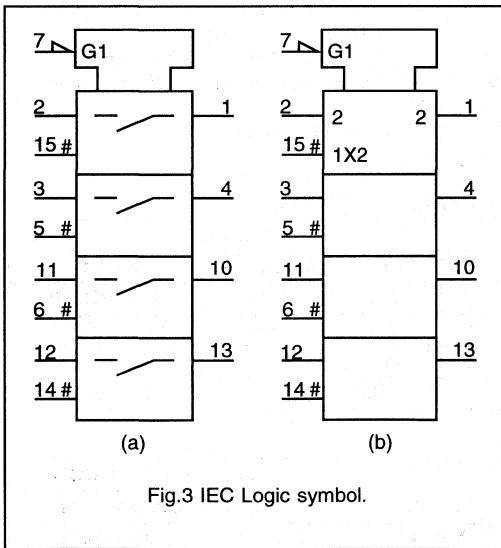 7 G1 7 G1
2 1 2 2 2 1
15 # 15 # 1X2
3 4 3 4
5 # 5 #
11 10 11 10
6 # 6 #
12 13 12 13
14 # 14 #
(a) (b)
Fig.3 IEC Logic symbol.